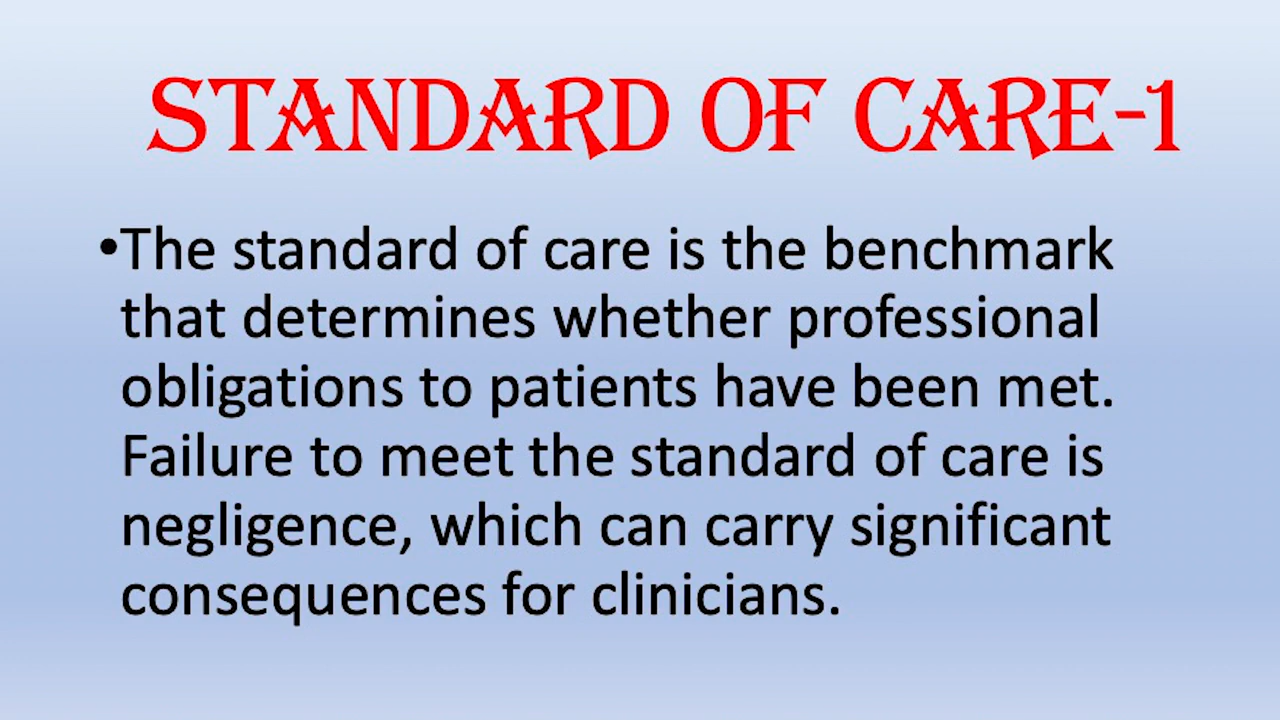 STANDARD OF CARE-1
•The standard of care is the benchmark
that determines whether professional
obligations to patients have been met.
Failure to meet the standard of care is
negligence, which can carry significant
consequences for clinicians.